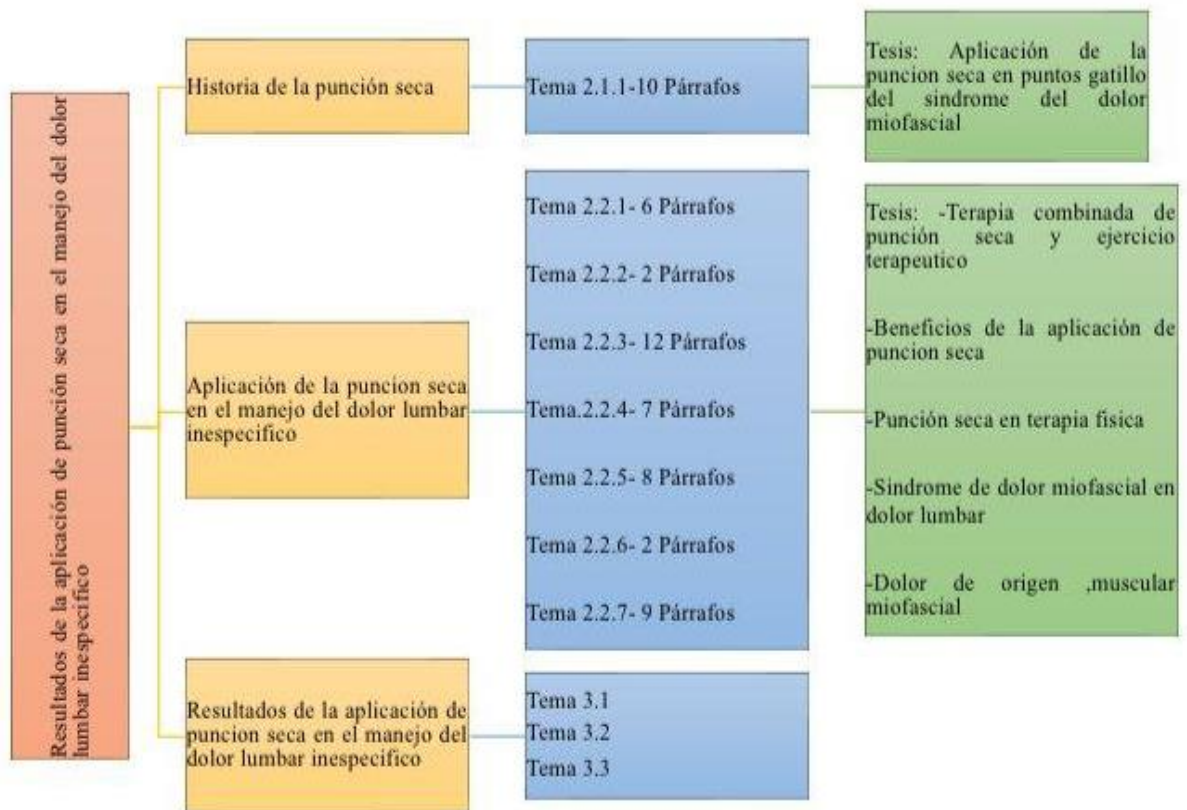 Resultados de la aplicación de punción seca en el manejo del dolor
lumbar inespecifico
Historia de la punción seca
Tema 2.1.1-10 Párrafos
Tesis: Aplicación de la
puncion seca en puntos gatillo
del sindrome del dolor
miofascial
Aplicación de la puncion seca
en el manejo del dolor lumbar
inespecifico
Tema 2.2.1- 6 Párrafos
Tema 2.2.2- 2 Párrafos
Tema 2.2.3- 12 Párrafos
Tema.2.2.4- 7 Párrafos
Tema 2.2.5- 8 Párrafos
Tema 2.2.6- 2 Párrafos
Tema 2.2.7- 9 Párrafos
Tesis: -Terapia combinada de
punción seca y ejercicio
terapeutico
-Beneficios de la aplicación de
puncion seca
-Punción seca en terapia fisica
-Sindrome de dolor miofascial en
dolor lumbar
-Dolor de origen ,muscular
miofascial
Resultados de la aplicación de
puncion seca en el manejo del
dolor lumbar inespecifico
Tema 3.1
Tema 3.2
Tema 3.3